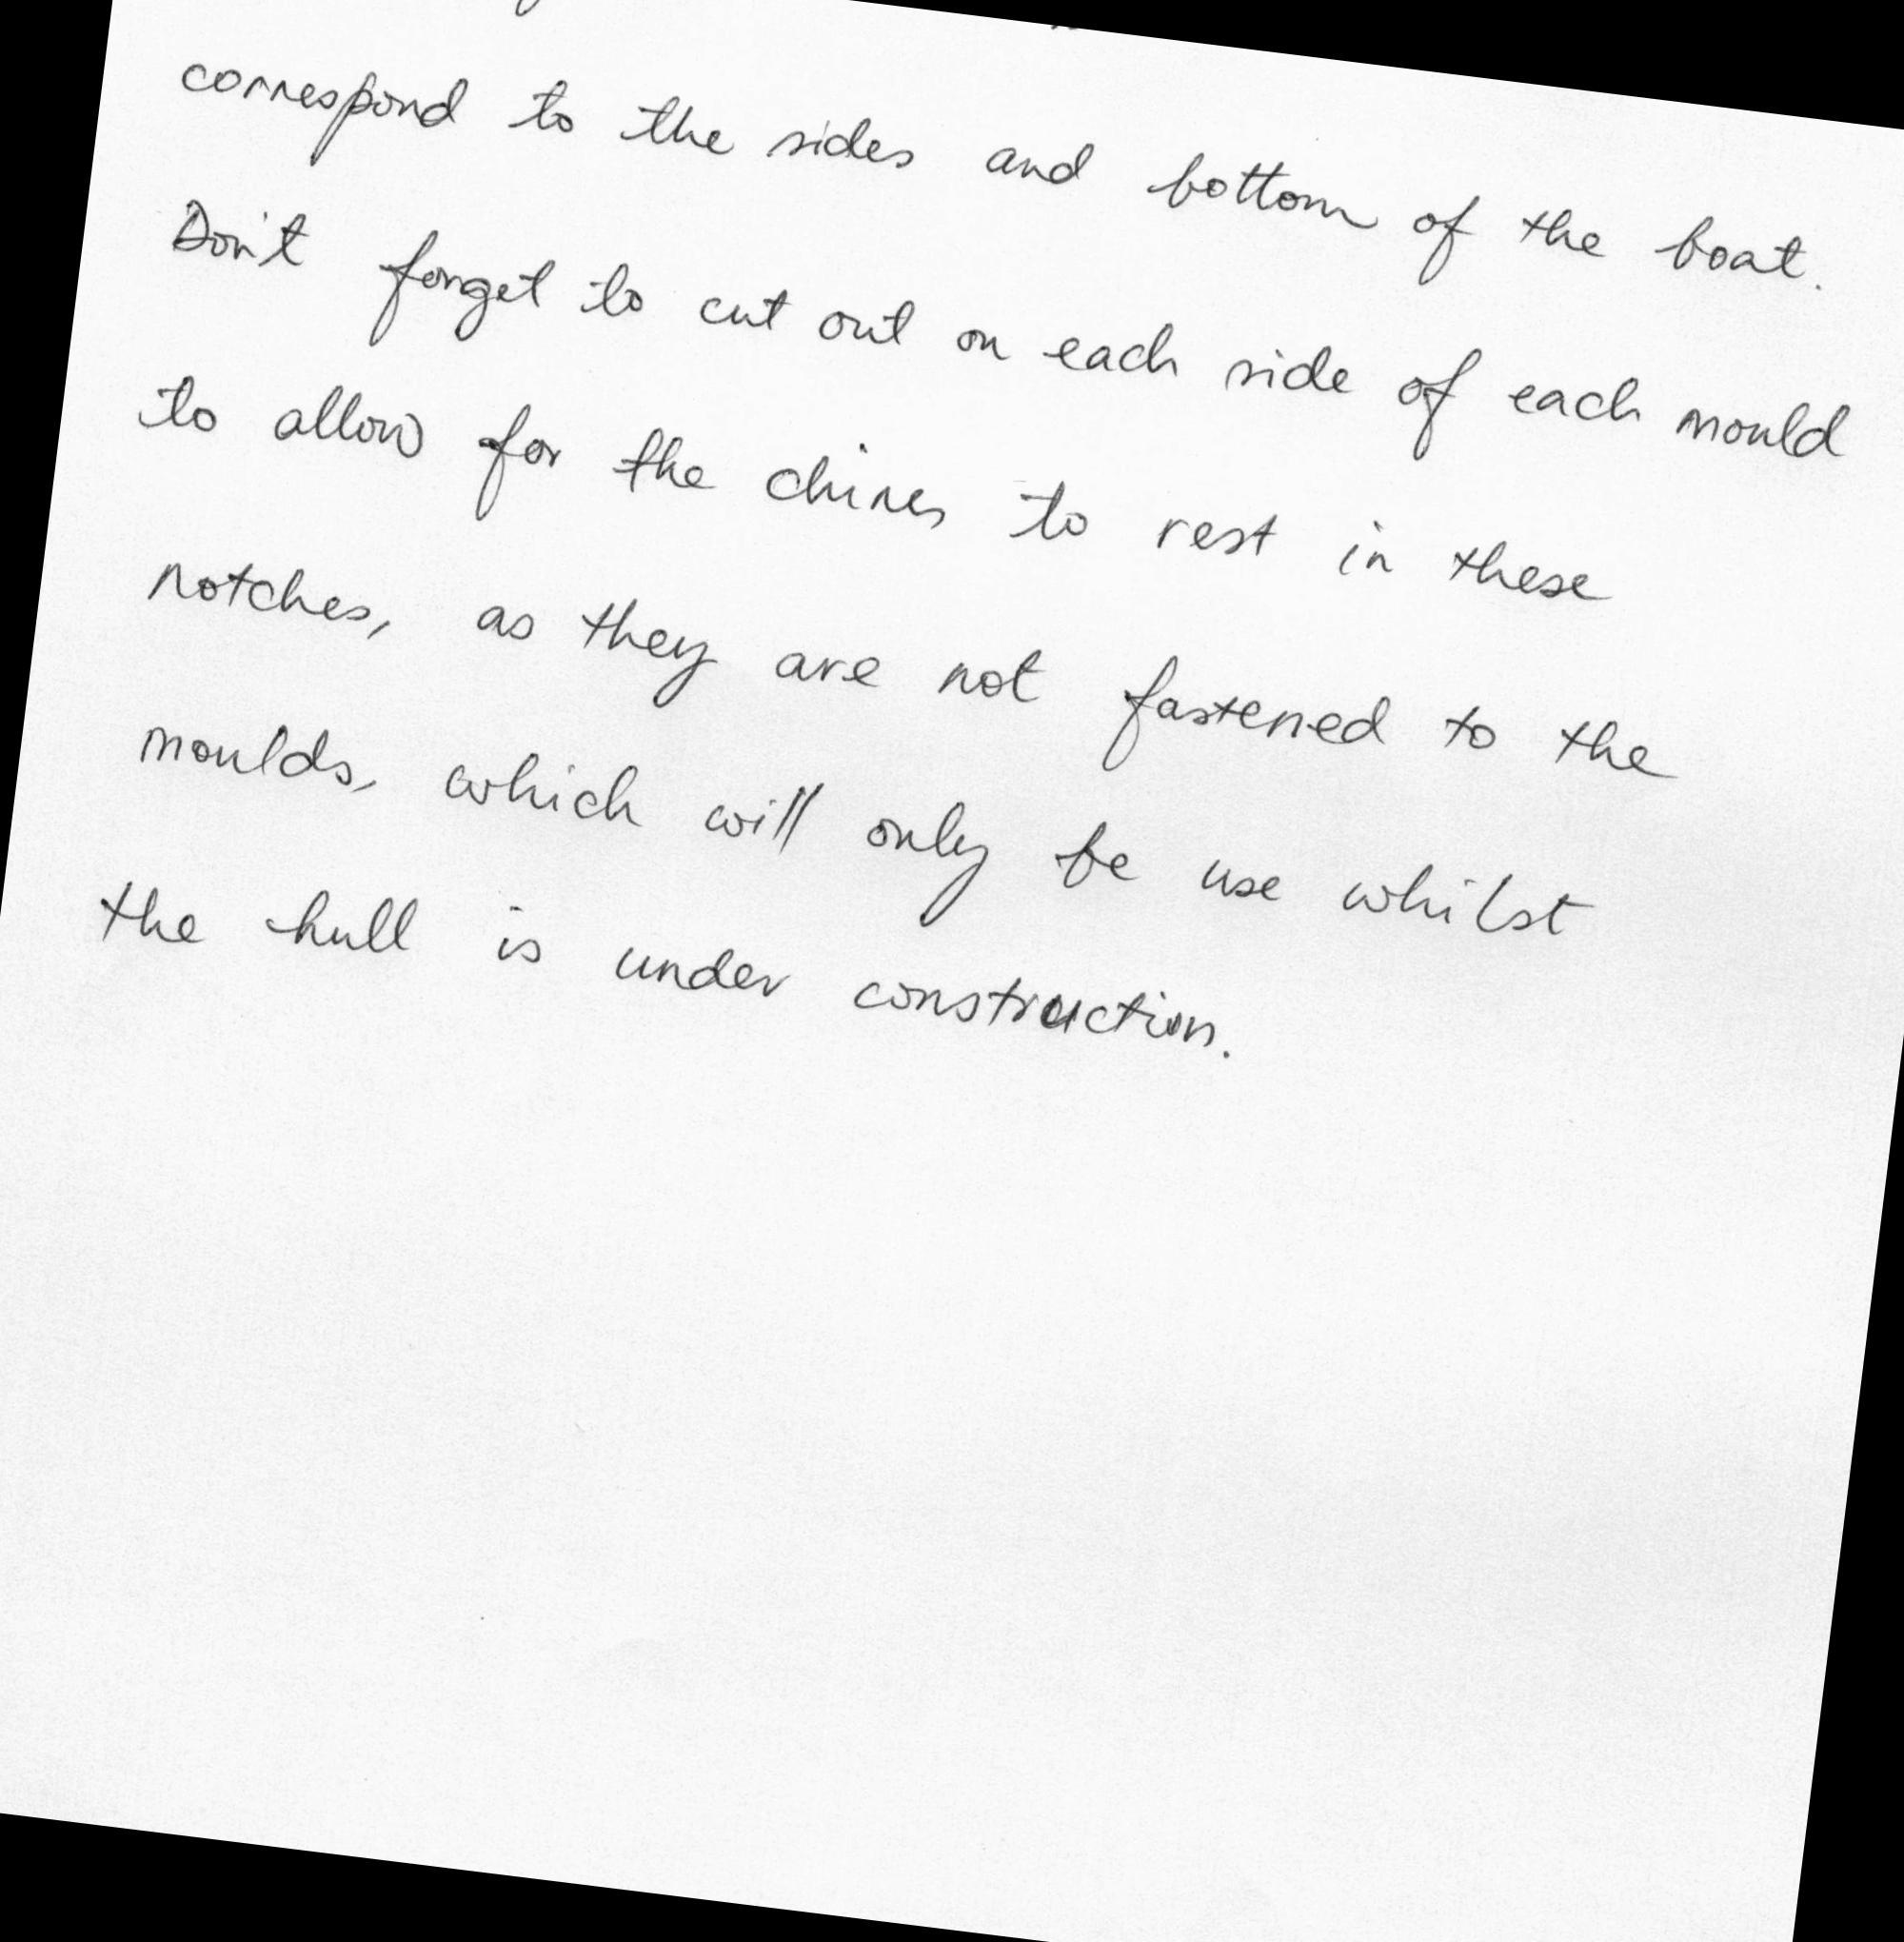 correspond to the sides and bottom of the boat.
Don't forget to cut out on each side of each mould
to allow for the chines to rest in these
notches, as they are not fastened to the
moulds, which will only be use whilst
the hull is under construction.